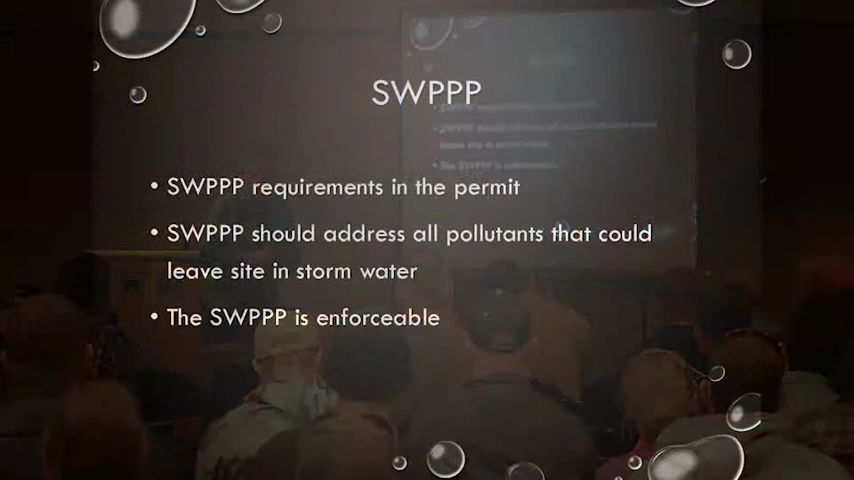 SWPPP
• SWPPP requirements in the permit
• SWPPP should address all pollutants that could
leave site in storm water
• The SWPPP is enforceable